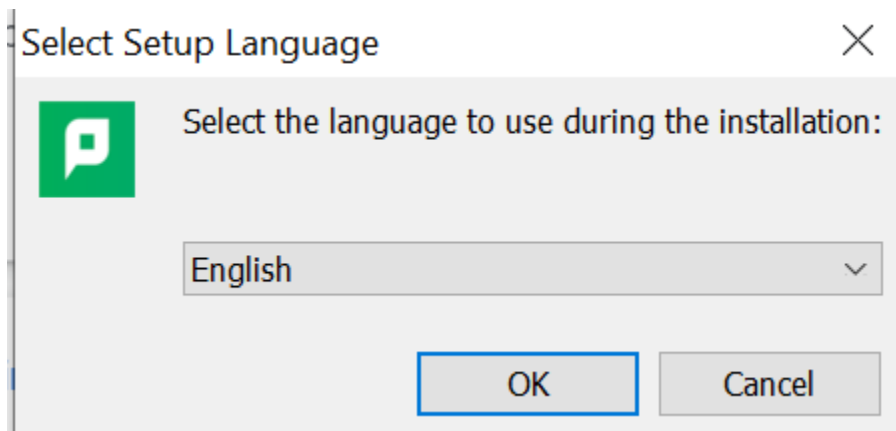 Select Setup Language
Select the language to use during the installation:
English
OK
Cancel